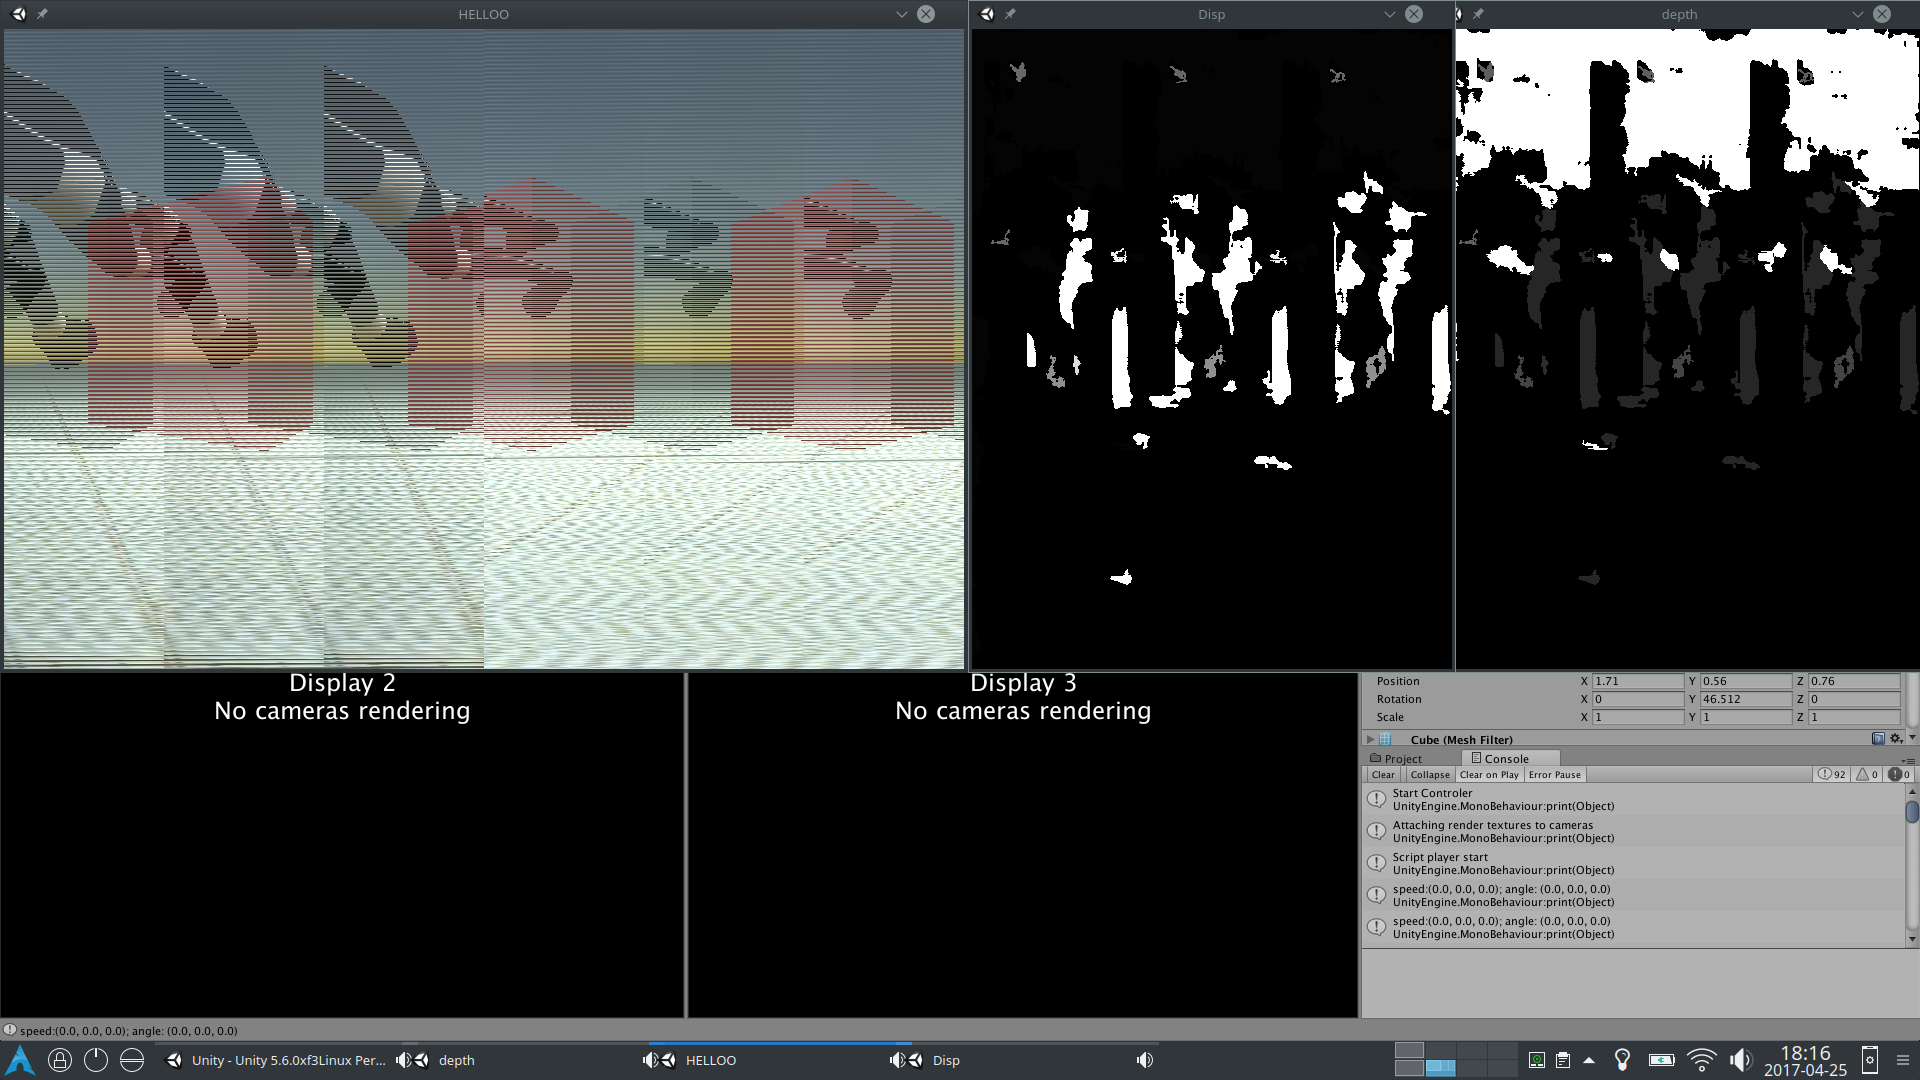 HELLOO
Disp
depth
Display 2
No cameras rendering
Display 3
No cameras rendering
Position X 1.71 Y 0.56 Z 0.76
Rotation X 0 Y 46.512 Z 0
Scale X 1 Y 1 Z 1
Cube (Mesh Filter)
Project Console
Clear Collapse Clear on Play Error Pause 92 0 0
Start Controler
UnityEngine.MonoBehaviour:print(Object)
Attaching render textures to cameras
UnityEngine.MonoBehaviour:print(Object)
Script player start
UnityEngine.MonoBehaviour:print(Object)
speed:(0.0, 0.0, 0.0); angle: (0.0, 0.0, 0.0)
UnityEngine.MonoBehaviour:print(Object)
speed:(0.0, 0.0, 0.0); angle: (0.0, 0.0, 0.0)
UnityEngine.MonoBehaviour:print(Object)
speed:(0.0, 0.0, 0.0); angle: (0.0, 0.0, 0.0)
Unity - Unity 5.6.0xf3Linux Per... depth HELLOO Disp
18:16
2017-04-25